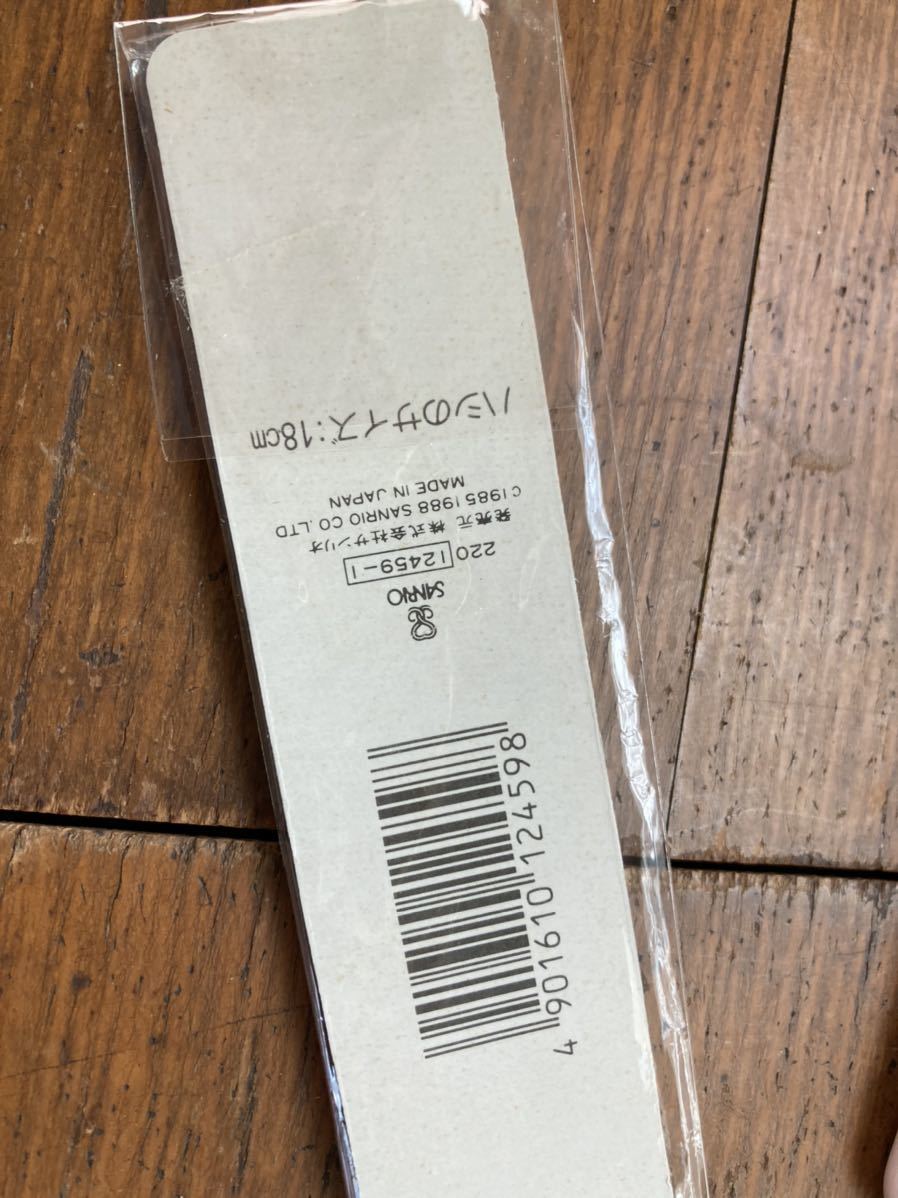 ハシのサイズ:18cm
C1985 1988 SANRIO CO. LTD
MADE IN JAPAN
発売元 株式会社サンリオ
220 12459-1
SANRIO
4 901610 124598